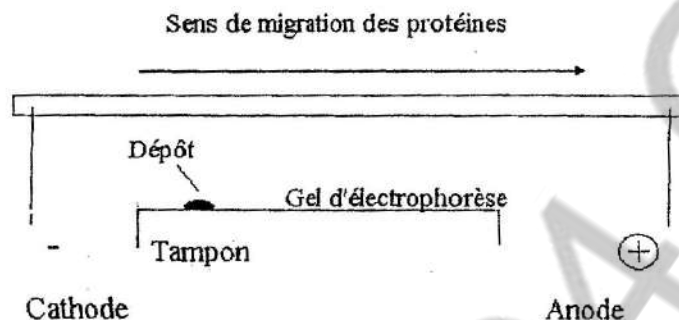 Sens de migration des protéines
Dépôt
Gel d'électrophorèse
- Tampon +
Cathode Anode